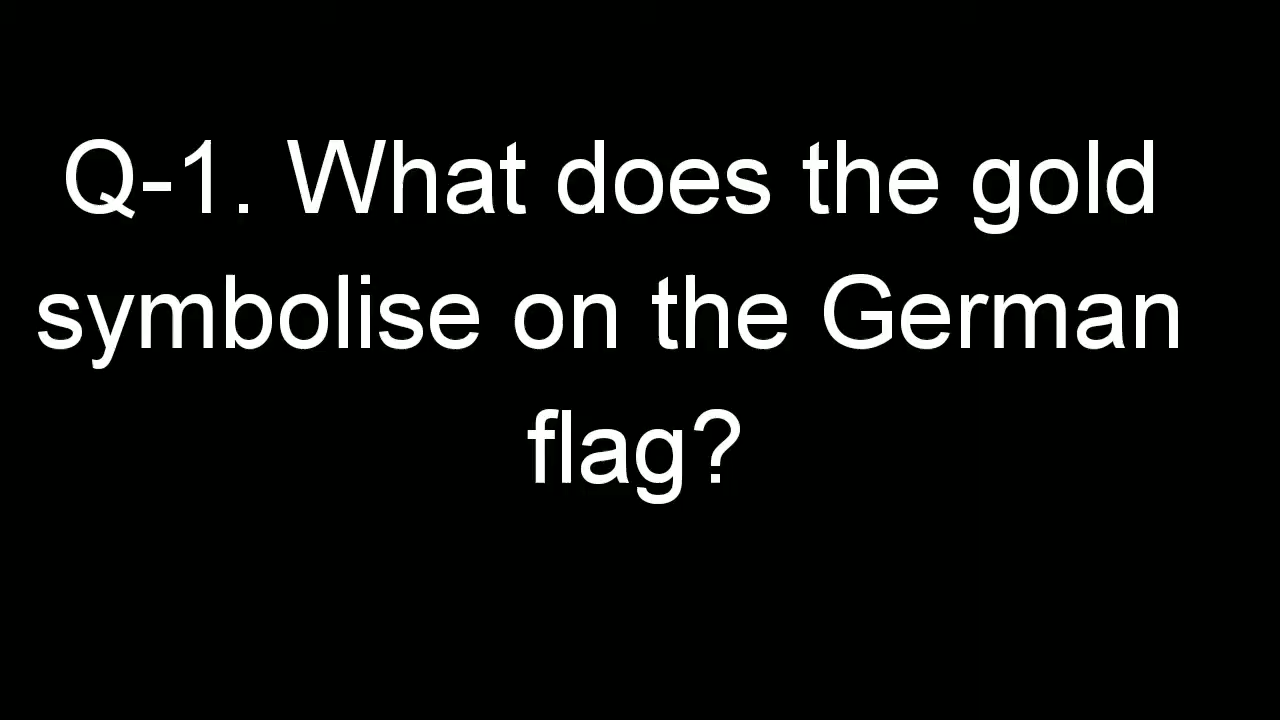 Q-1. What does the gold
symbolise on the German
flag?